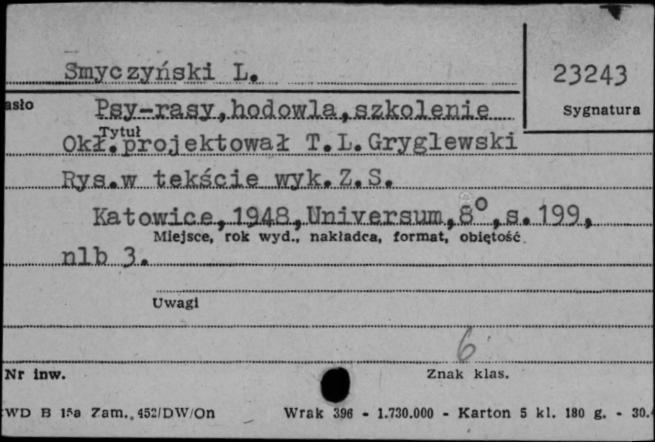 Smyczyński L.
23243
asło
Psy-rasy,hodowla,szkolenie
Sygnatura
Tytuł
Okł.projektował T.L.Gryglewski
Rys.w tekście wyk.Z.S.
Katowice,1948,Universum,8°,s.199,
Miejsce, rok wyd., nakładca, format, objętość
nlb 3.
Uwagi
6
Nr inw.
Znak klas.
WD B 15a Zam. 452/DW/On Wrak 396 - 1.730.000 - Karton 5 kl. 180 g. - 30.